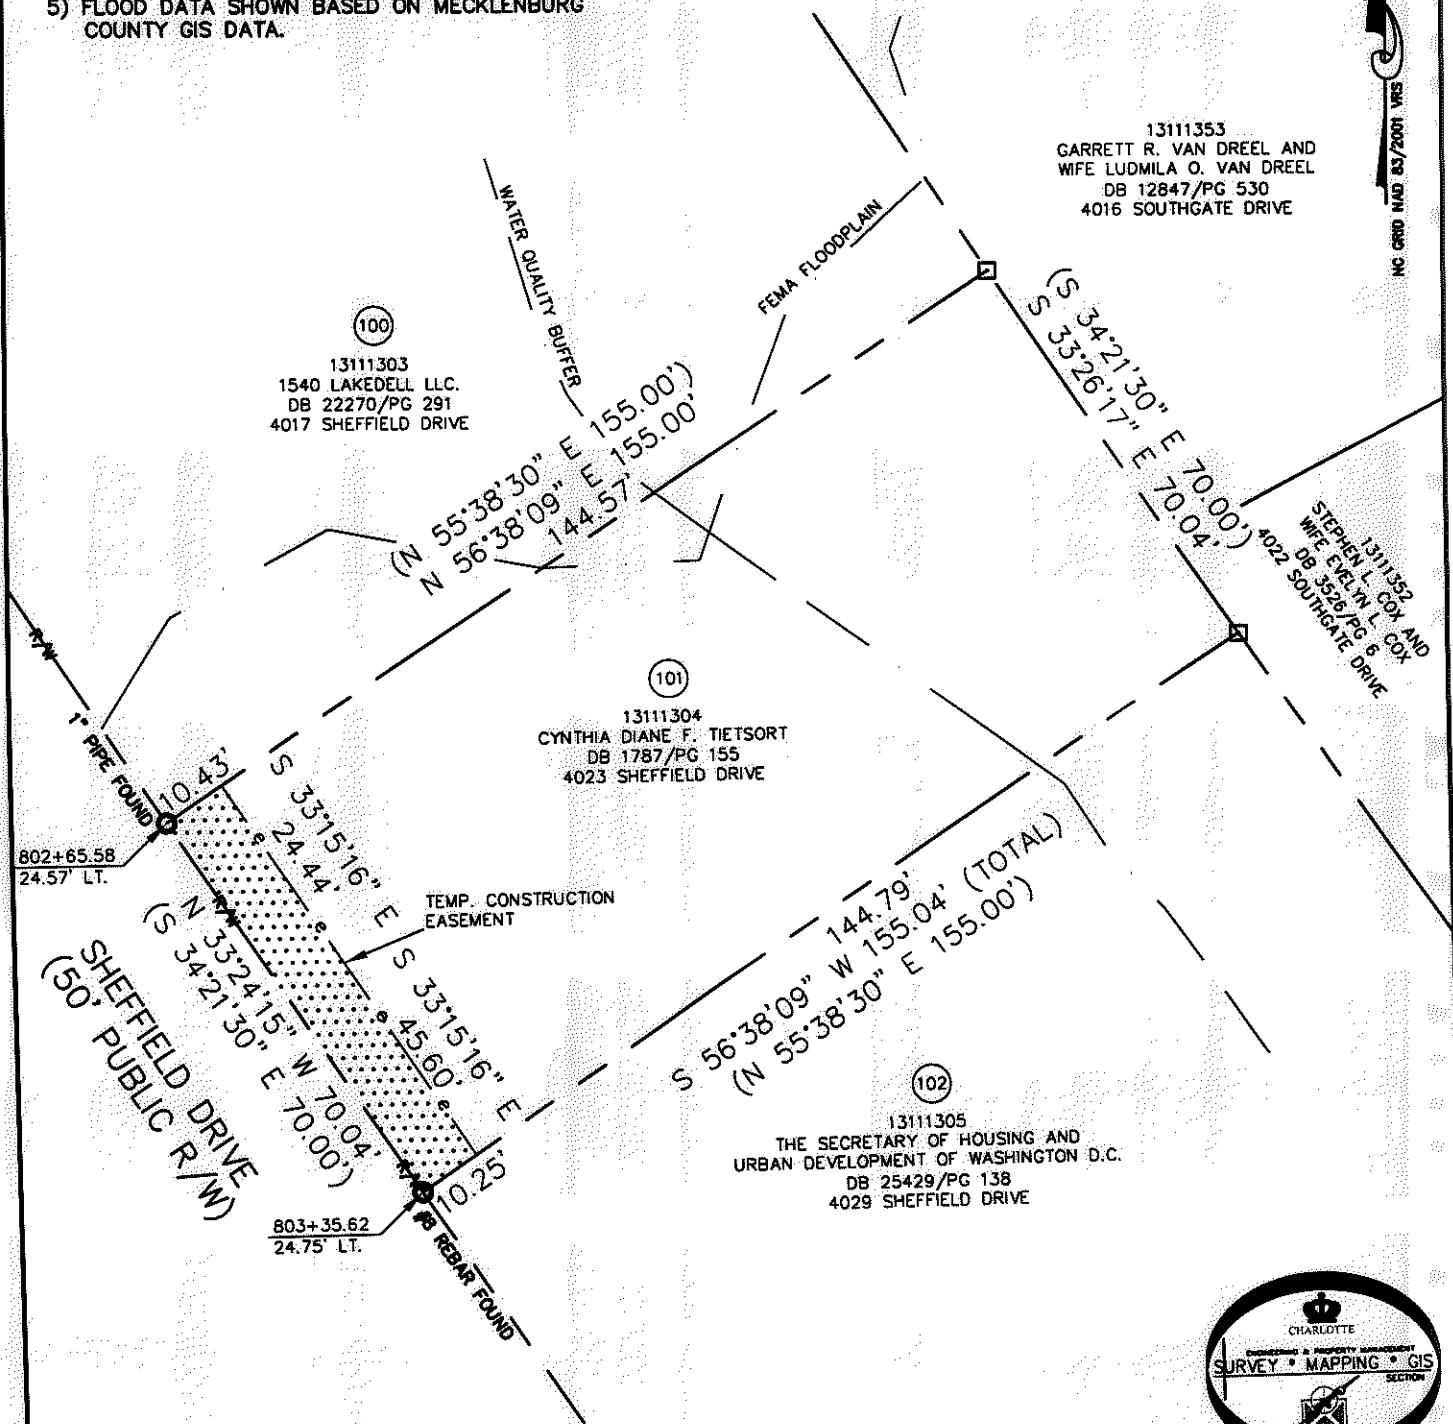 5) FLOOD DATA SHOWN BASED ON MECKLENBURG
COUNTY GIS DATA.
NC GRID NAD 83/2001 VRS
13111353
GARRETT R. VAN DREEL AND
WIFE LUDMILA O. VAN DREEL
DB 12847/PG 530
4016 SOUTHGATE DRIVE
WATER QUALITY BUFFER
FEMA FLOODPLAIN
100
13111303
1540 LAKEDELL LLC.
DB 22270/PG 291
4017 SHEFFIELD DRIVE
(N 55°38'30" E 155.00')
N 56°38'09" E 155.00'
144.57'
(S 34°21'30" E 70.00')
S 33°26'17" E 70.04'
13111352
STEPHEN L. COX AND
WIFE EVELYN L. COX
DB 3526/PG 6
4022 SOUTHGATE DRIVE
R/W
1" PIPE FOUND
101
13111304
CYNTHIA DIANE F. TIETSORT
DB 1787/PG 155
4023 SHEFFIELD DRIVE
10.43'
S 33°15'16" E
24.44'
802+65.58
24.57' LT.
e
TEMP. CONSTRUCTION
EASEMENT
e
R/W
N 33°24'15" W 70.04'
(S 34°21'30" E 70.00')
SHEFFIELD DRIVE
(50' PUBLIC R/W)
S 33°15'16" E
45.60'
e
e
144.79'
S 56°38'09" W 155.04' (TOTAL)
(N 55°38'30" E 155.00')
102
13111305
THE SECRETARY OF HOUSING AND
URBAN DEVELOPMENT OF WASHINGTON D.C.
DB 25429/PG 138
4029 SHEFFIELD DRIVE
R/W
10.25'
803+35.62
24.75' LT.
REBAR FOUND
CHARLOTTE
ENGINEERING & PROPERTY MANAGEMENT
SURVEY * MAPPING * GIS
SECTION